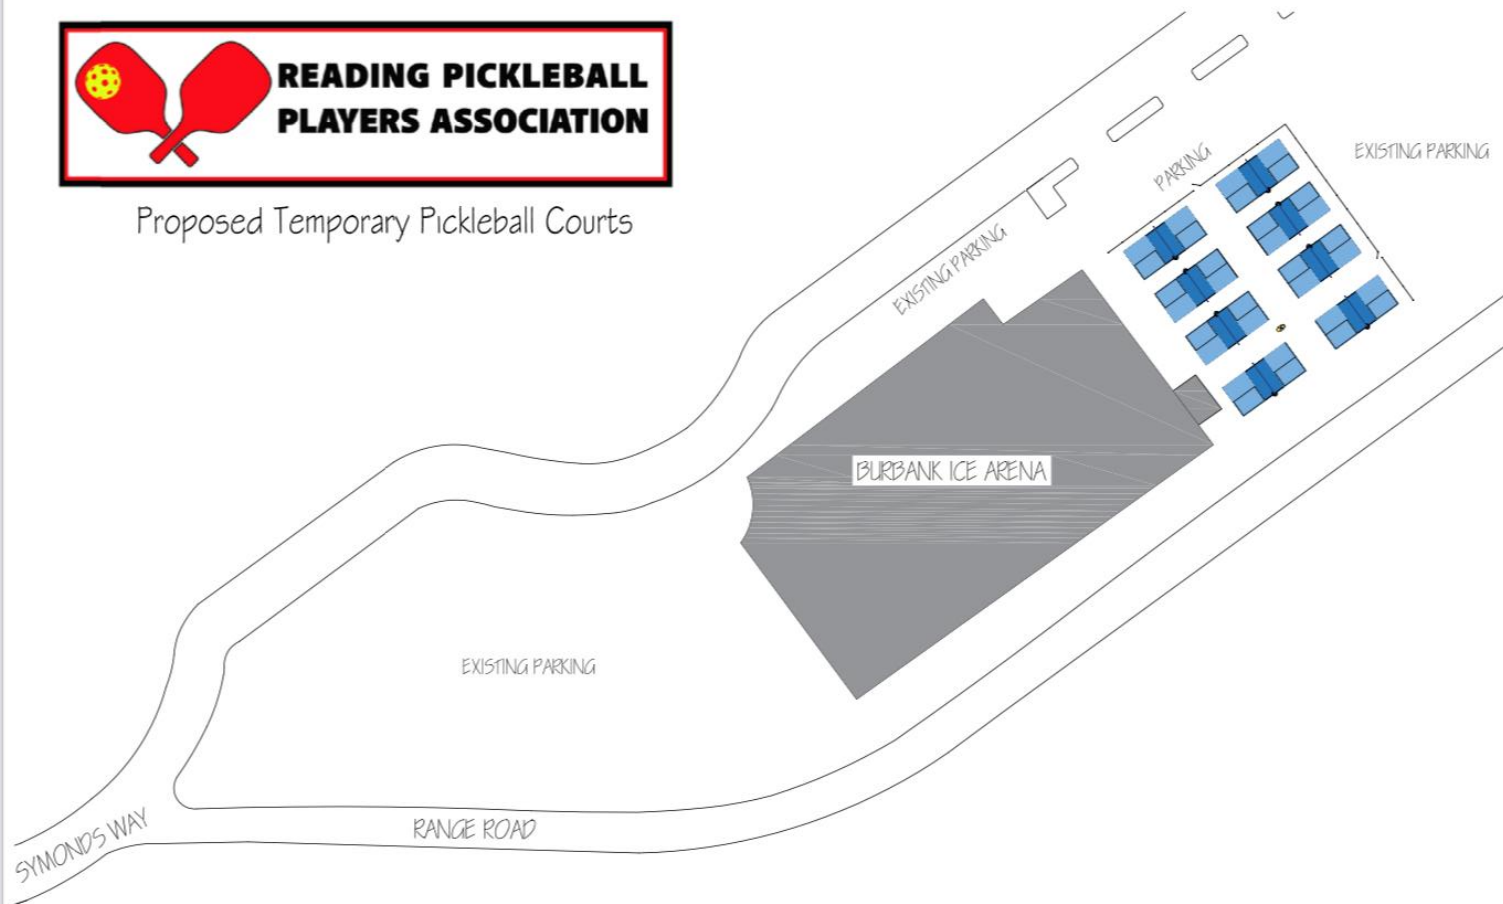 READING PICKLEBALL
PLAYERS ASSOCIATION
Proposed Temporary Pickleball Courts
EXISTING PARKING
PARKING
EXISTING PARKING
BURBANK ICE ARENA
EXISTING PARKING
RANGE ROAD
SYMONDS WAY